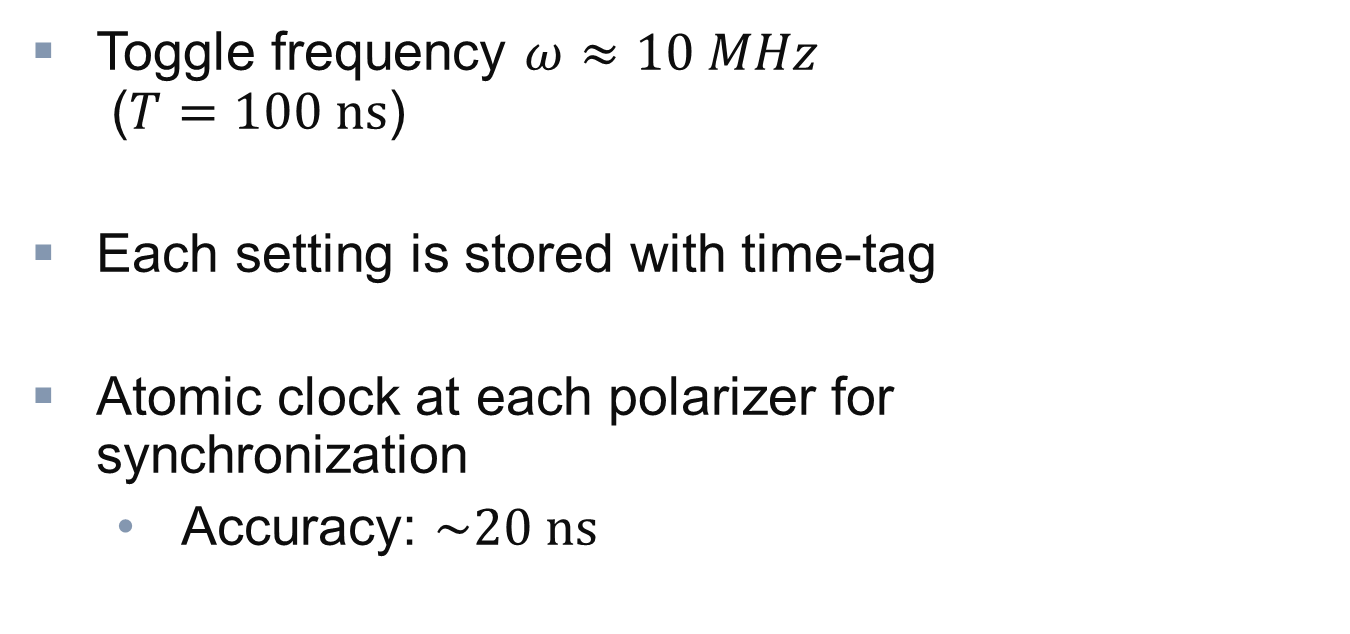 ▪ Toggle frequency ω ≈ 10 MHz
(T = 100 ns)
▪ Each setting is stored with time-tag
▪ Atomic clock at each polarizer for
synchronization
• Accuracy: ~20 ns